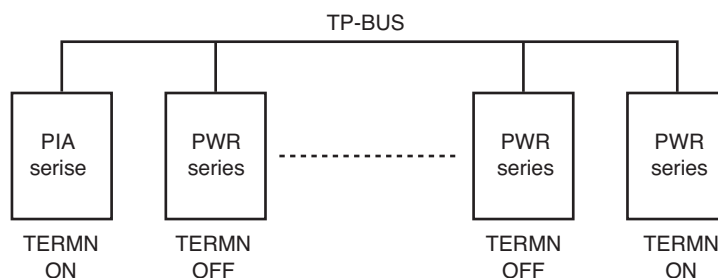 TP-BUS
PIA
serise
PWR
series
PWR
series
PWR
series
TERMN
ON
TERMN
OFF
TERMN
OFF
TERMN
ON